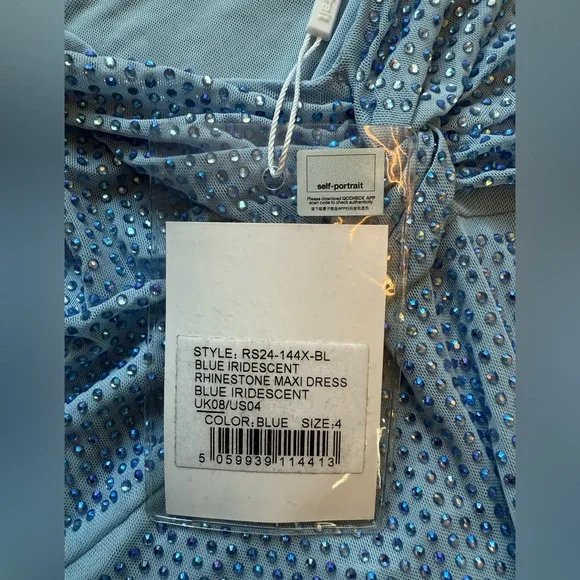 self-portrait
Please download QCCHECK APP
scan code to check authenticity
STYLE: RS24-144X-BL
BLUE IRIDESCENT
RHINESTONE MAXI DRESS
BLUE IRIDESCENT
UK08/US04
COLOR:BLUE SIZE:4
5 059939 114413